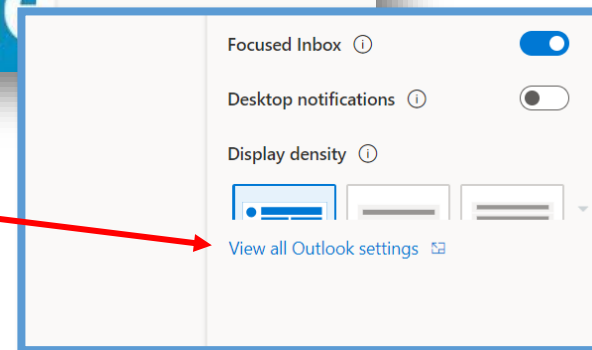 Focused Inbox
Desktop notifications
Display density
View all Outlook settings